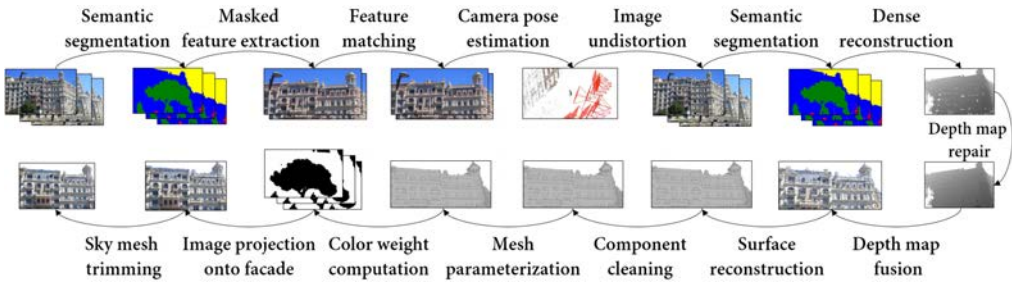 Semantic
segmentation
Masked
feature extraction
Feature
matching
Camera pose
estimation
Image
undistortion
Semantic
segmentation
Dense
reconstruction
Depth map
repair
Sky mesh
trimming
Image projection
onto facade
Color weight
computation
Mesh
parameterization
Component
cleaning
Surface
reconstruction
Depth map
fusion